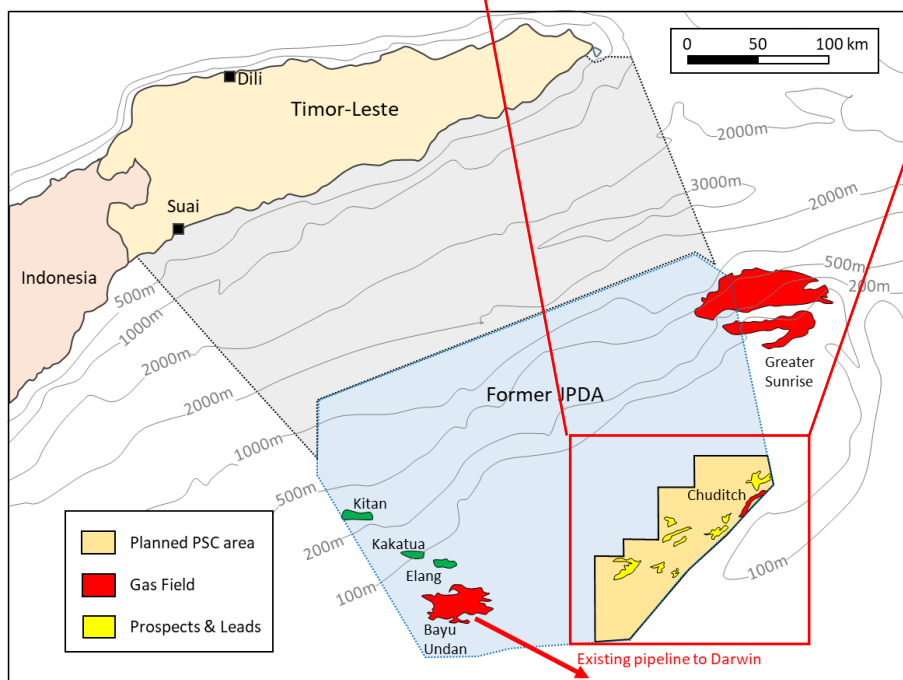 0 50 100 km
Dili
Timor-Leste
2000m
3000m
Suai
2000m
Indonesia
500m
500m
200m
1000m
2000m
Greater
Sunrise
2000m
Former JPDA
1000m
500m
Chuditch
Kitan
200m
Kakatua
Elang
100m
100m
Bayu
Undan
Existing pipeline to Darwin
Planned PSC area
Gas Field
Prospects & Leads